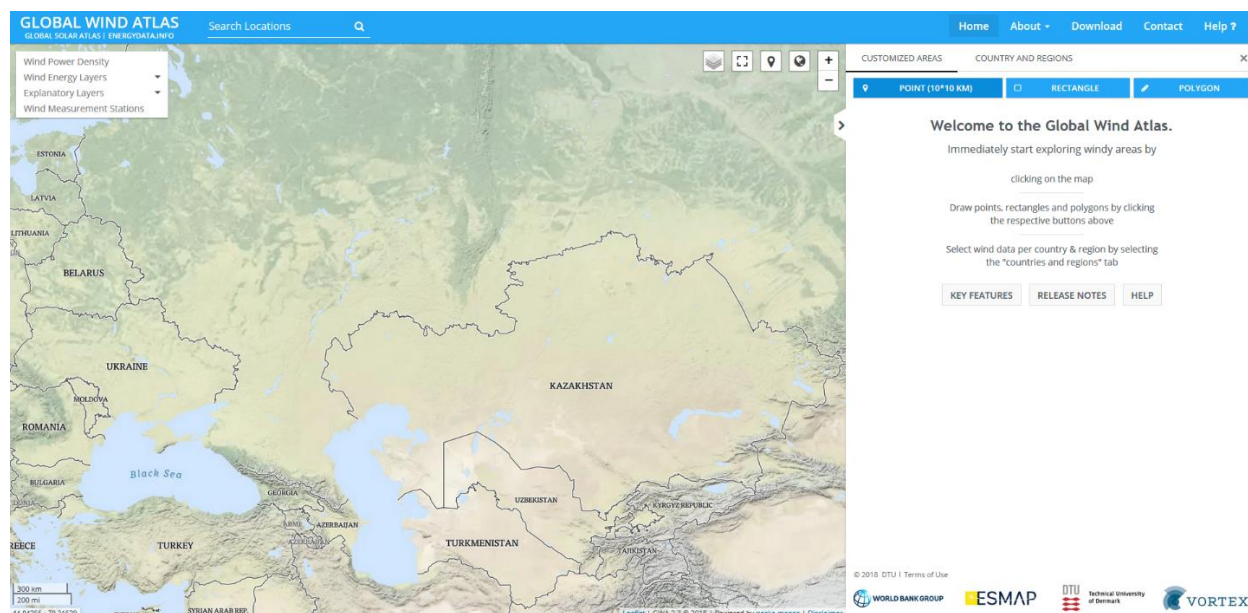 GLOBAL WIND ATLAS
GLOBAL SOLAR ATLAS | ENERGYDATA.INFO
Search Locations
Home
About
Download
Contact
Help ?
Wind Power Density
Wind Energy Layers
Explanatory Layers
Wind Measurement Stations
+
−
CUSTOMIZED AREAS
COUNTRY AND REGIONS
×
POINT (10*10 KM)
RECTANGLE
POLYGON
Welcome to the Global Wind Atlas.
Immediately start exploring windy areas by
clicking on the map
Draw points, rectangles and polygons by clicking
the respective buttons above
Select wind data per country & region by selecting
the "countries and regions" tab
KEY FEATURES
RELEASE NOTES
HELP
ESTONIA
LATVIA
LITHUANIA
BELARUS
UKRAINE
MOLDOVA
ROMANIA
KAZAKHSTAN
Black Sea
BULGARIA
GEORGIA
UZBEKISTAN
KYRGYZ REPUBLIC
AZERBAIJAN
TURKEY
TURKMENISTAN
TAJIKISTAN
SYRIAN ARAB REP.
300 km
200 mi
© 2018 DTU | Terms of Use
WORLD BANK GROUP
ESMAP
DTU
Technical University
of Denmark
VORTEX